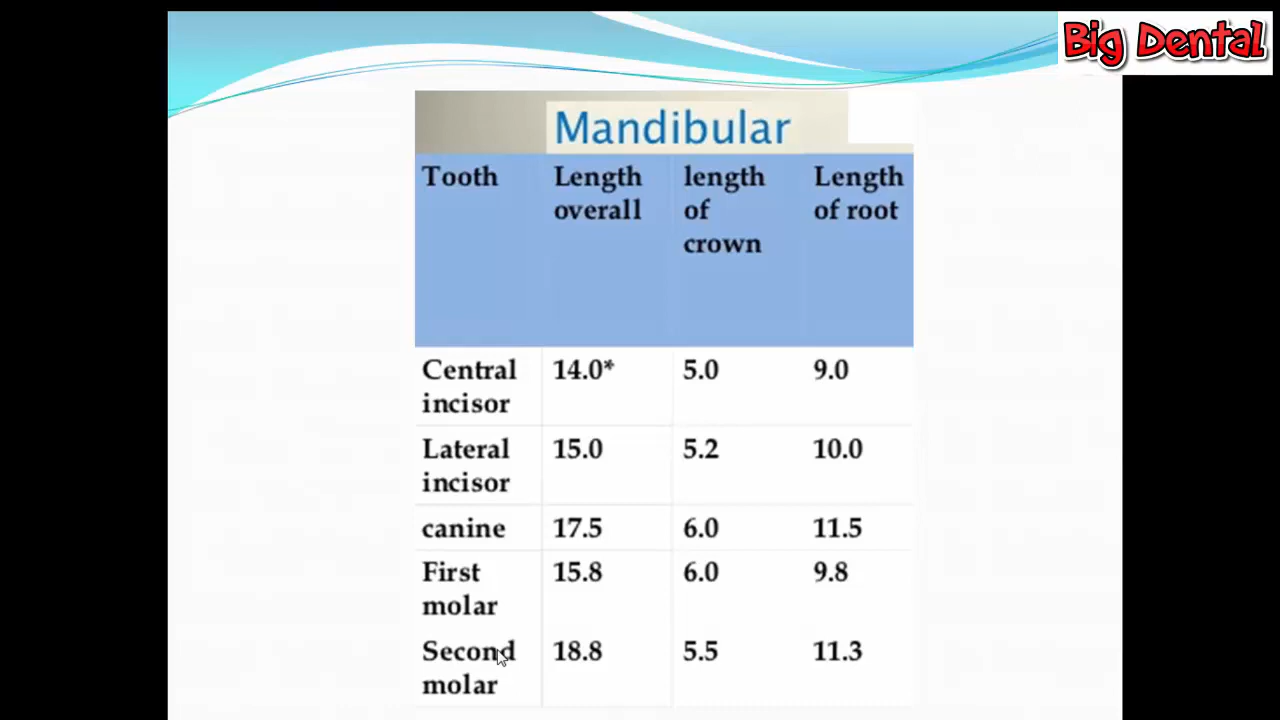 Big Dental
Mandibular
Tooth Length overall length of crown Length of root
Central incisor 14.0* 5.0 9.0
Lateral incisor 15.0 5.2 10.0
canine 17.5 6.0 11.5
First molar 15.8 6.0 9.8
Second molar 18.8 5.5 11.3